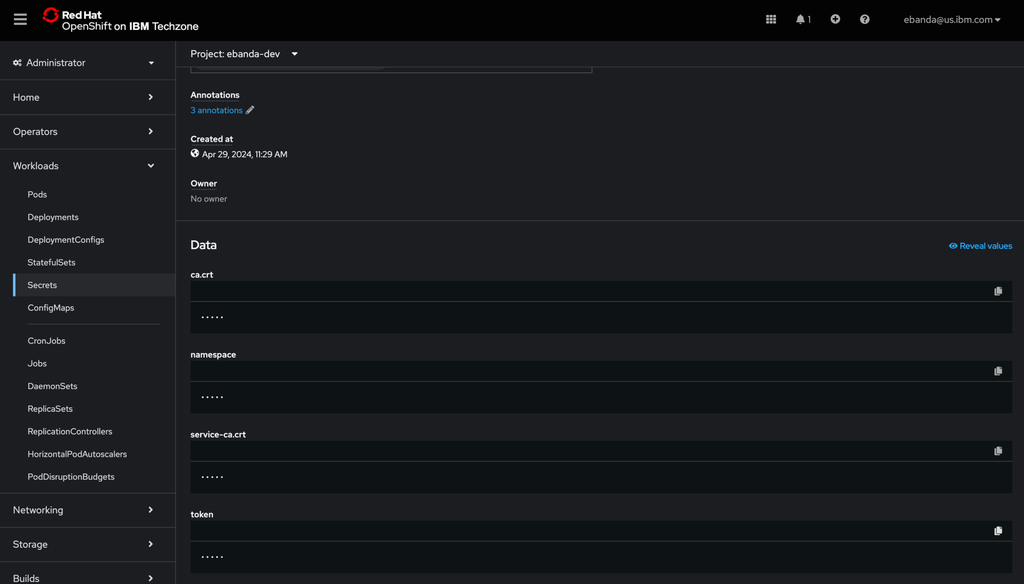 Red Hat
OpenShift on IBM Techzone
1
ebanda@us.ibm.com
Administrator
Home
Operators
Workloads
Pods
Deployments
DeploymentConfigs
StatefulSets
Secrets
ConfigMaps
CronJobs
Jobs
DaemonSets
ReplicaSets
ReplicationControllers
HorizontalPodAutoscalers
PodDisruptionBudgets
Networking
Storage
Builds
Project: ebanda-dev
Annotations
3 annotations
Created at
Apr 29, 2024, 11:29 AM
Owner
No owner
Data
Reveal values
ca.crt
.....
namespace
.....
service-ca.crt
.....
token
.....